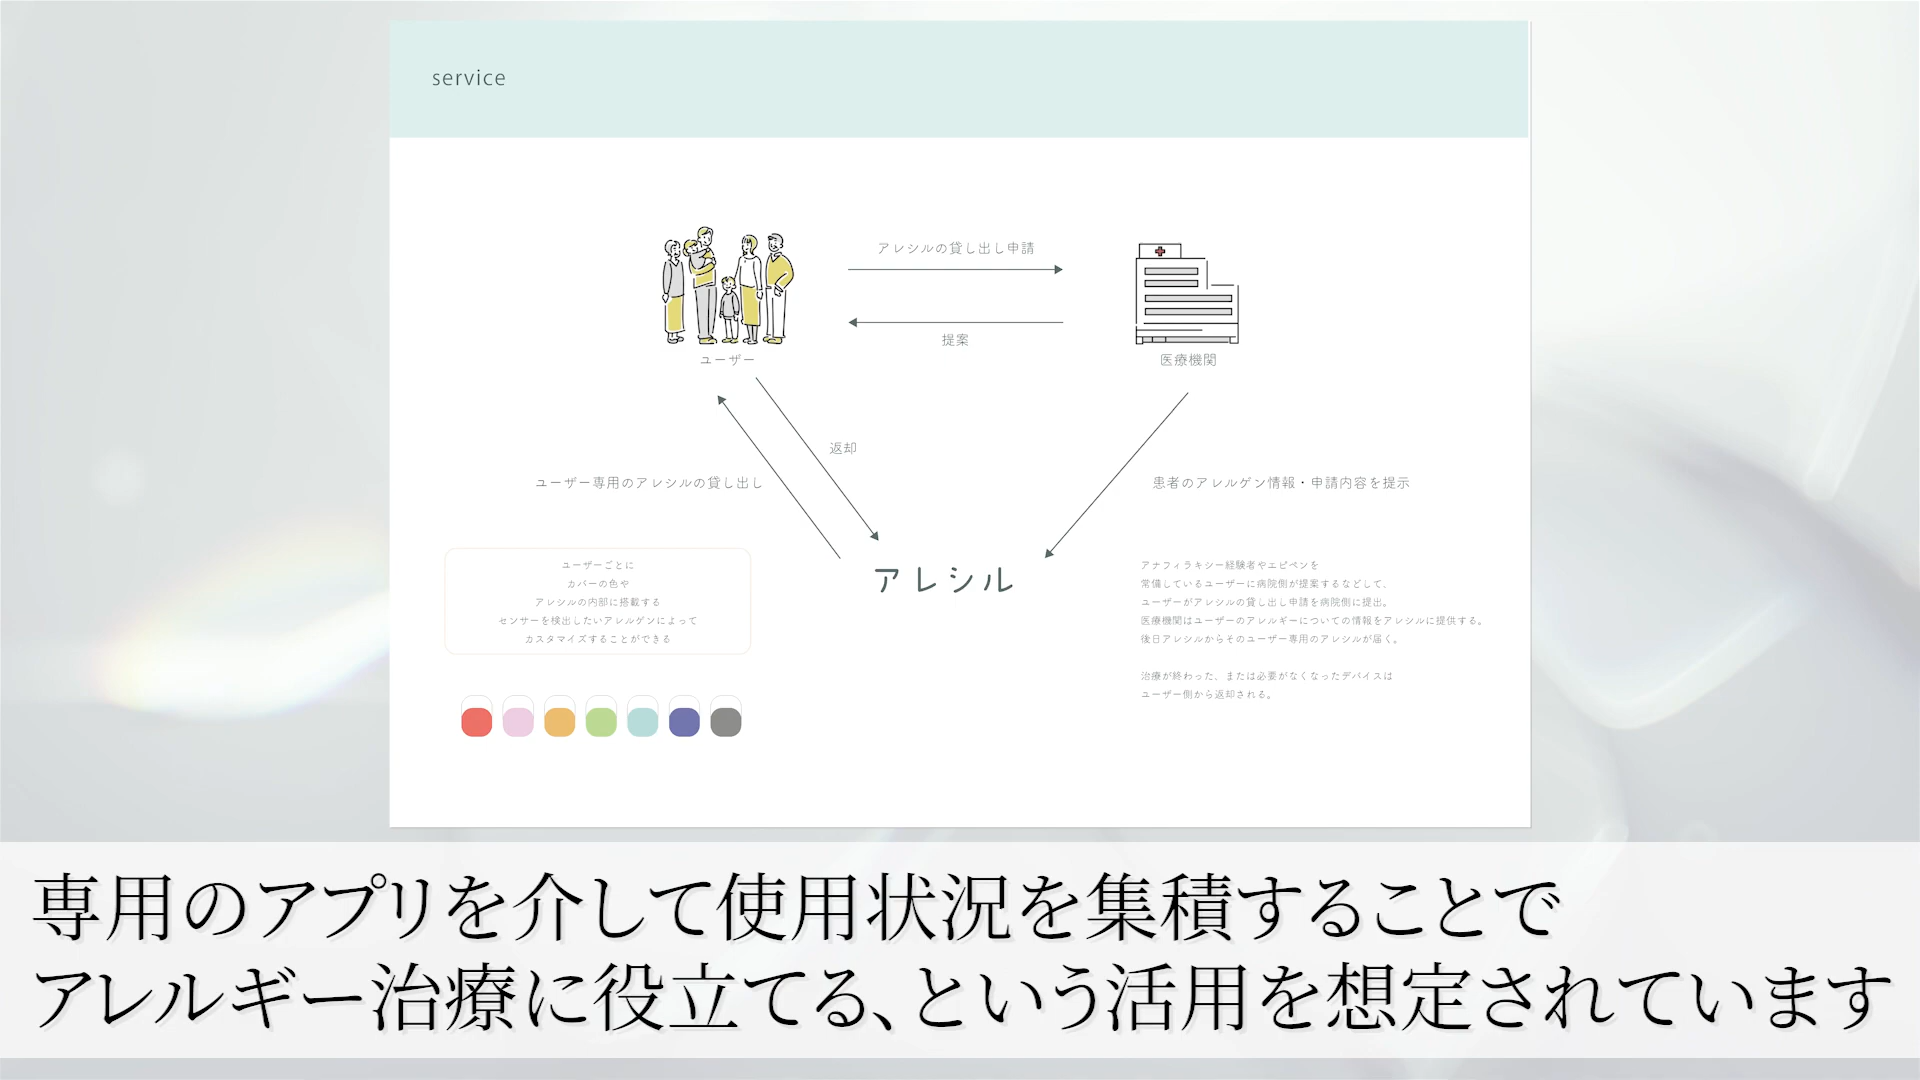 service
アレシルの貸し出し申請
提案
ユーザー
医療機関
返却
ユーザー専用のアレシルの貸し出し
患者のアレルゲン情報・申請内容を提示
アレシル
ユーザーごとに
カバーの色や
アレシルの内部に搭載する
センサーを検出したいアレルゲンによって
カスタマイズすることができる
アナフィラキシー経験者やエピペンを
常備しているユーザーに病院側が提案するなどして、
ユーザーがアレシルの貸し出し申請を病院側に提出。
医療機関はユーザーのアレルギーについての情報をアレシルに提供する。
後日アレシルからそのユーザー専用のアレシルが届く。
治療が終わった、または必要がなくなったデバイスは
ユーザー側から返却される。
専用のアプリを介して使用状況を集積することで
アレルギー治療に役立てる、という活用を想定されています